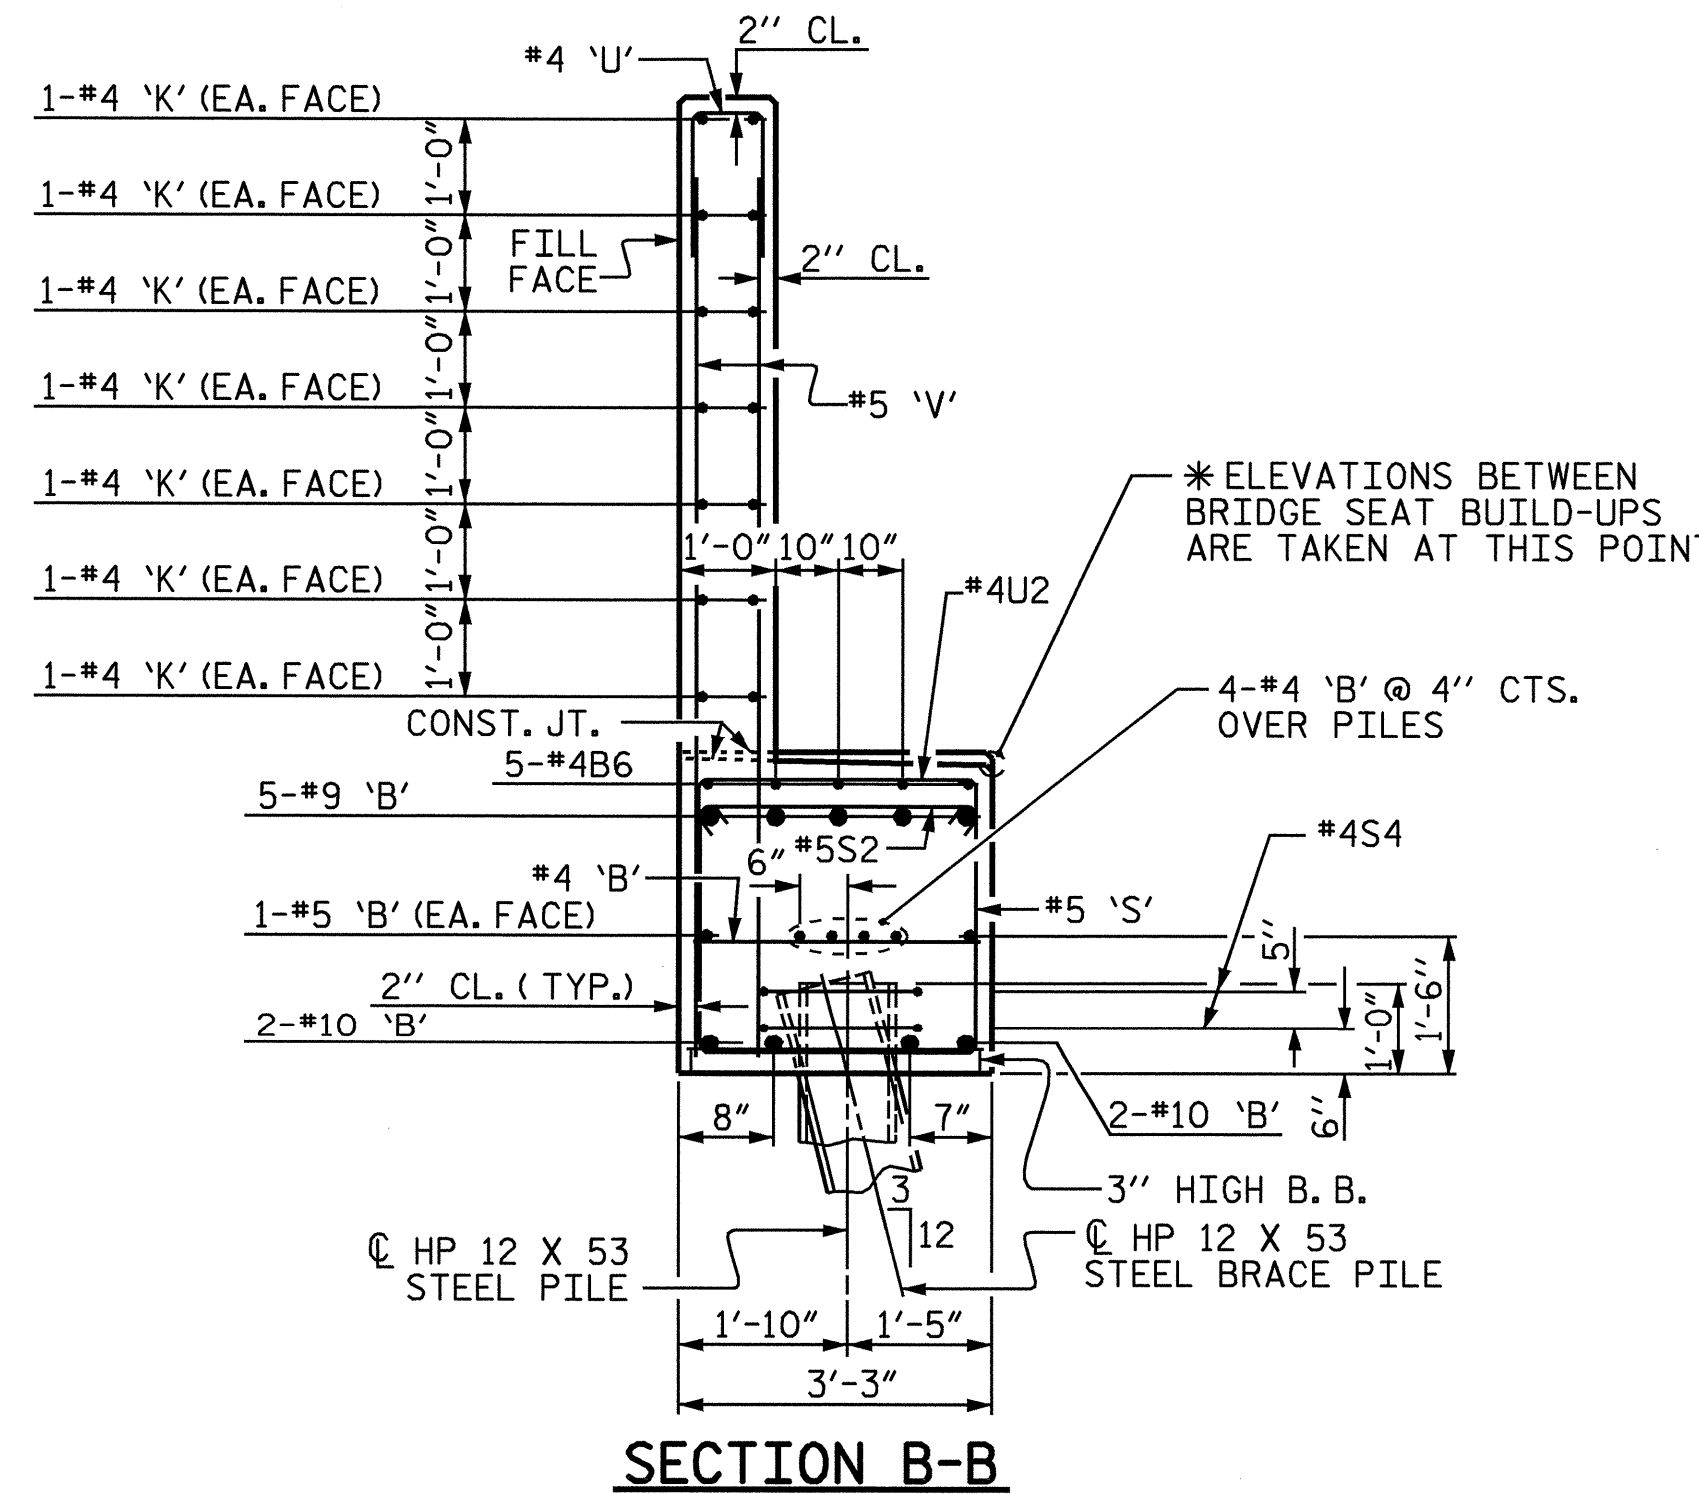 2" CL.
#4 'U'
1-#4 'K' (EA. FACE)
1'-0"
1-#4 'K' (EA. FACE)
FILL
FACE
1'-0"
2" CL.
1-#4 'K' (EA. FACE)
1'-0"
1-#4 'K' (EA. FACE)
#5 'V'
1'-0"
1-#4 'K' (EA. FACE)
✳ ELEVATIONS BETWEEN
BRIDGE SEAT BUILD-UPS
ARE TAKEN AT THIS POIN
1'-0" 10" 10"
1'-0"
1-#4 'K' (EA. FACE)
#4U2
1'-0"
1-#4 'K' (EA. FACE)
4-#4 'B' @ 4" CTS.
OVER PILES
CONST. JT.
5-#4B6
5-#9 'B'
#4S4
6" #5S2
#4 'B'
1-#5 'B' (EA. FACE)
#5 'S'
5"
2" CL. (TYP.)
2-#10 'B'
1'-0"
1'-6"
8"
7"
2-#10 'B'
6"
3" HIGH B. B.
3
12
℄ HP 12 X 53
STEEL PILE
℄ HP 12 X 53
STEEL BRACE PILE
1'-10" 1'-5"
3'-3"
SECTION B-B